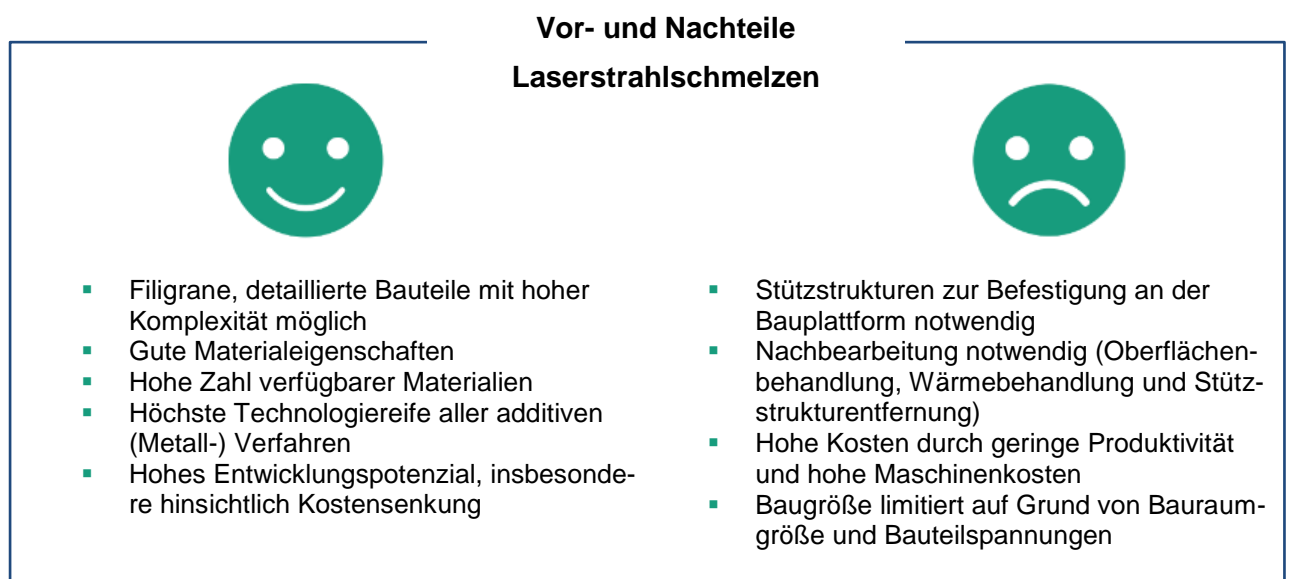 Vor- und Nachteile
Laserstrahlschmelzen
▪ Filigrane, detaillierte Bauteile mit hoher
Komplexität möglich
▪ Gute Materialeigenschaften
▪ Hohe Zahl verfügbarer Materialien
▪ Höchste Technologiereife aller additiven
(Metall-) Verfahren
▪ Hohes Entwicklungspotenzial, insbesonde-
re hinsichtlich Kostensenkung
▪ Stützstrukturen zur Befestigung an der
Bauplattform notwendig
▪ Nachbearbeitung notwendig (Oberflächen-
behandlung, Wärmebehandlung und Stütz-
strukturentfernung)
▪ Hohe Kosten durch geringe Produktivität
und hohe Maschinenkosten
▪ Baugröße limitiert auf Grund von Bauraum-
größe und Bauteilspannungen